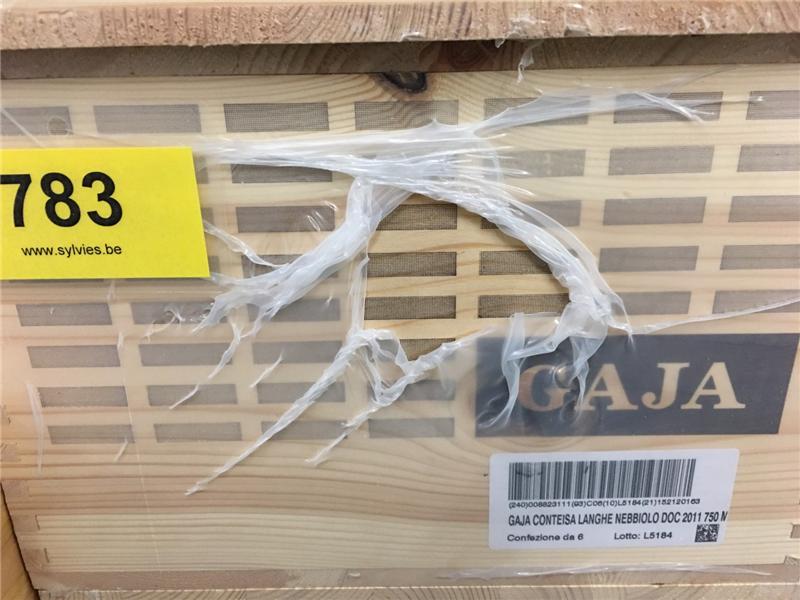 783
www.sylvies.be
GAJA
(240)008823111(93)C06(10)L5184(21)152120163
GAJA CONTEISA LANGHE NEBBIOLO DOC 2011 750
Confezione da 6 Lotto: L5184